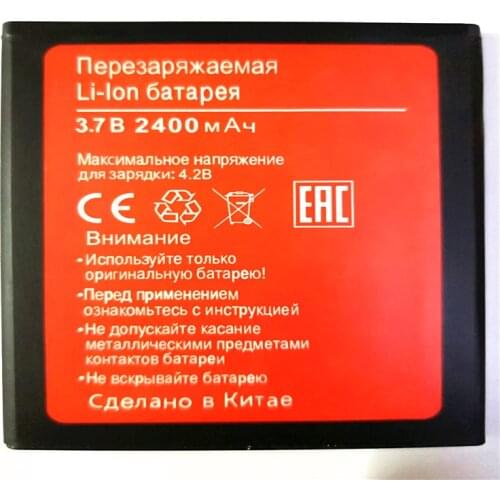 Перезаряжаемая
Li-Ion батарея
3.7В 2400мАч
Максимальное напряжение
для зарядки: 4.2В
CE EAC
Внимание
•Используйте только
оригинальную батарею!
•Перед применением
ознакомьтесь с инструкцией
•Не допускайте касание
металлическими предметами
контактов батареи
•Не вскрывайте батарею
Сделано в Китае